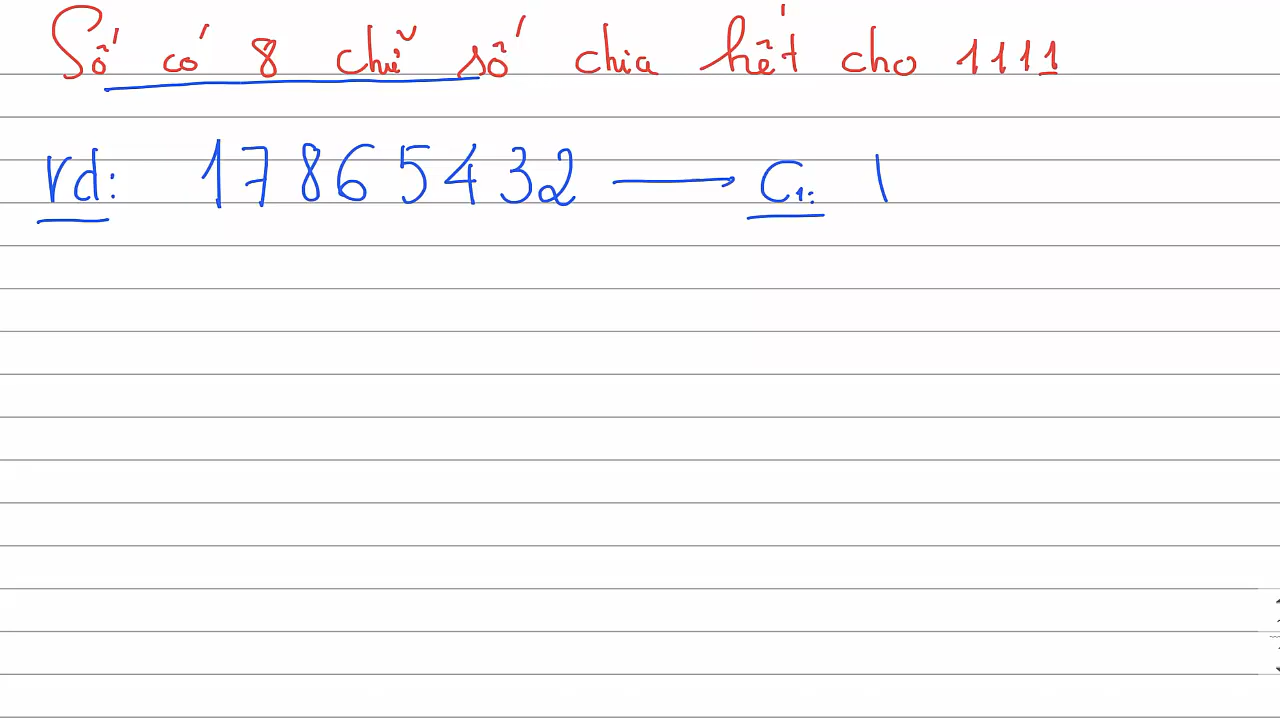 Số có 8 chữ số chia hết cho 1111
Vd: 17865432 → C1: 1